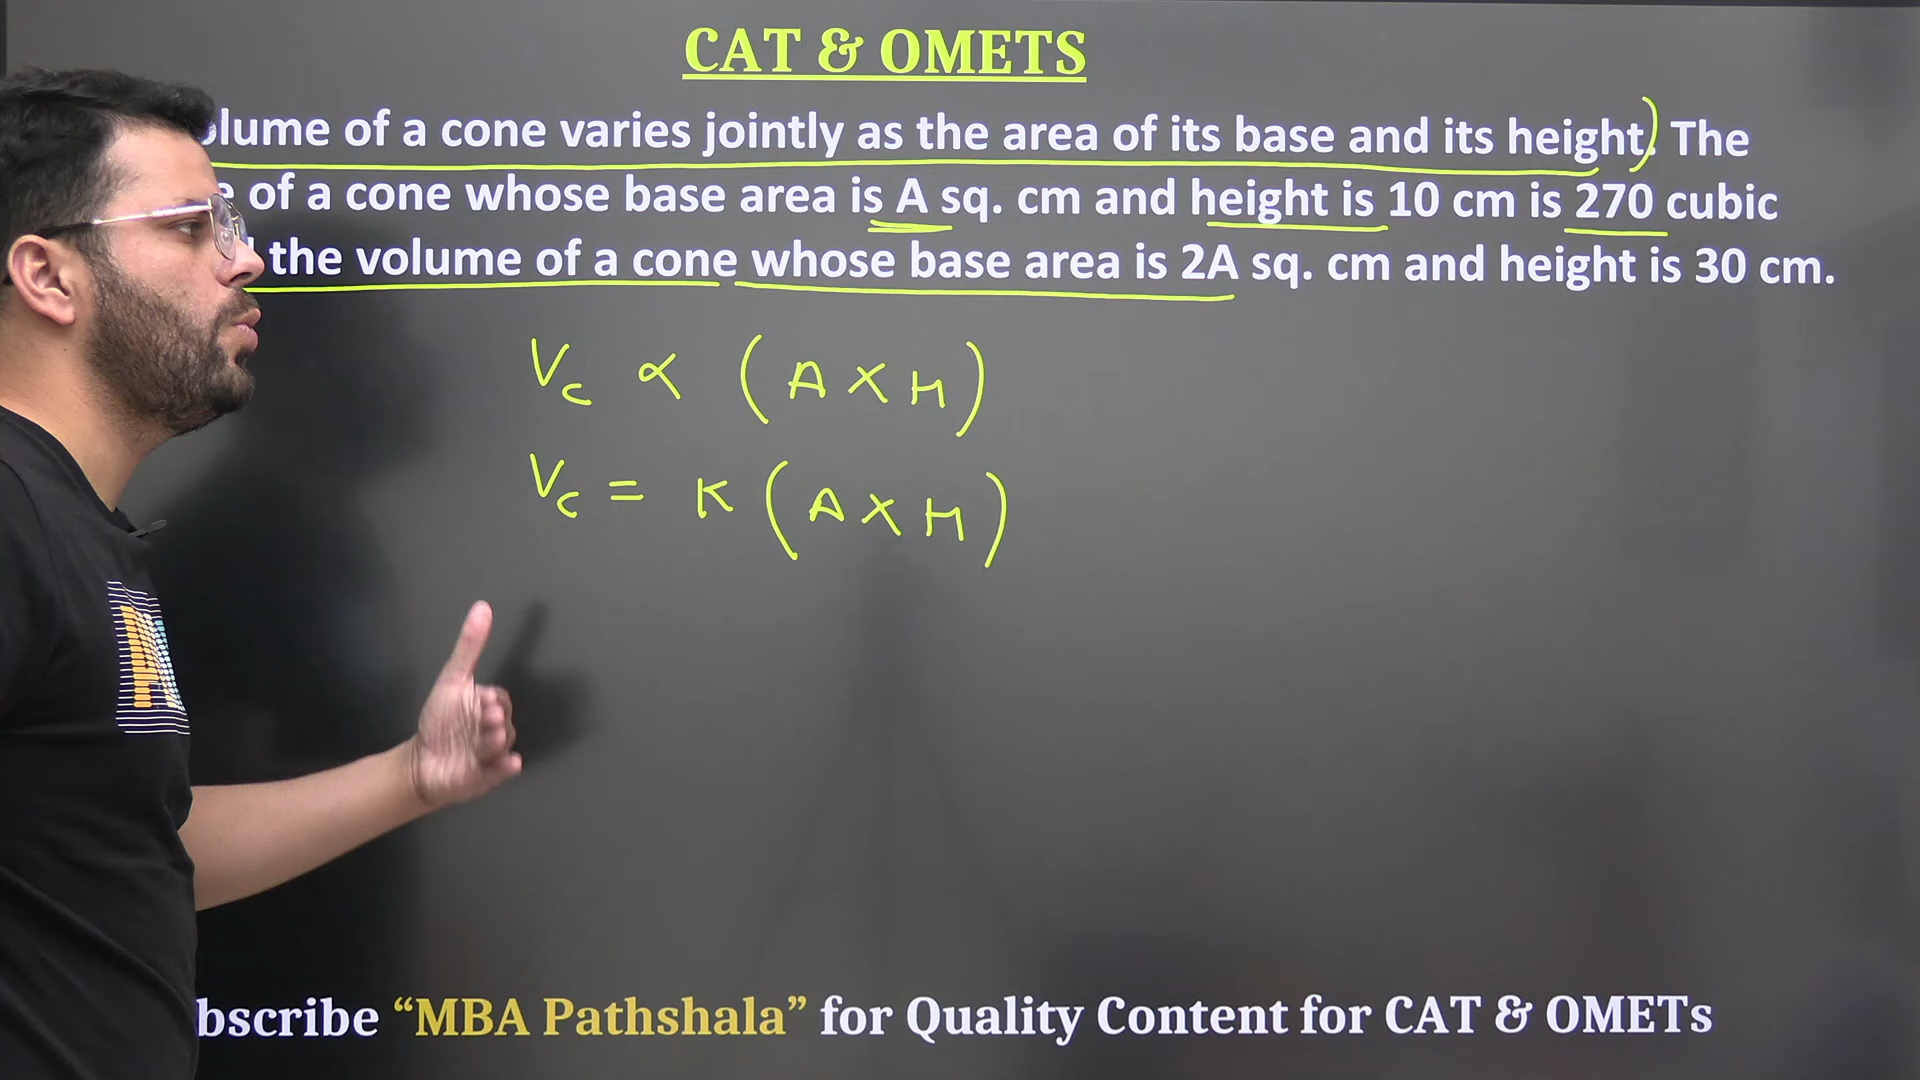 CAT & OMETS
olume of a cone varies jointly as the area of its base and its height. The
e of a cone whose base area is A sq. cm and height is 10 cm is 270 cubic
the volume of a cone whose base area is 2A sq. cm and height is 30 cm.
Vc ∝ (A X H)
Vc = K (A X H)
bscribe “MBA Pathshala” for Quality Content for CAT & OMETs